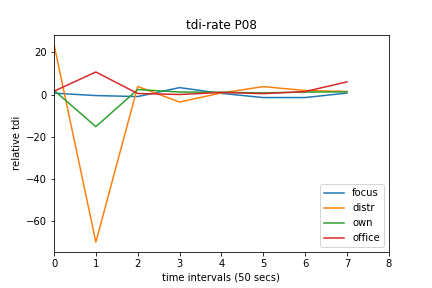 tdi-rate P08
relative tdi
20
0
−20
−40
−60
0 1 2 3 4 5 6 7 8
time intervals (50 secs)
focus
distr
own
office